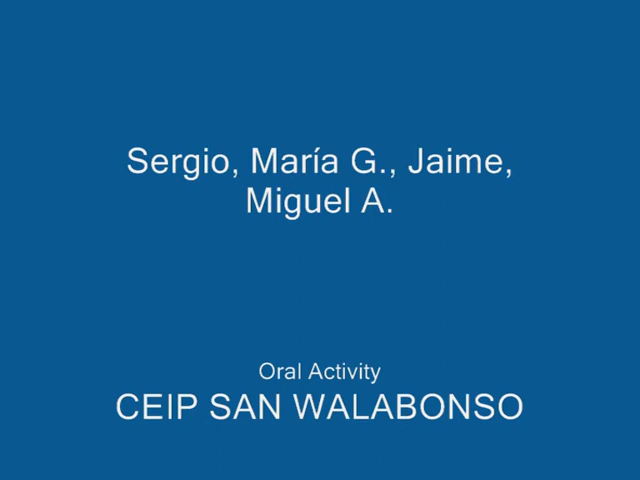 Sergio, María G., Jaime,
Miguel A.
Oral Activity
CEIP SAN WALABONSO